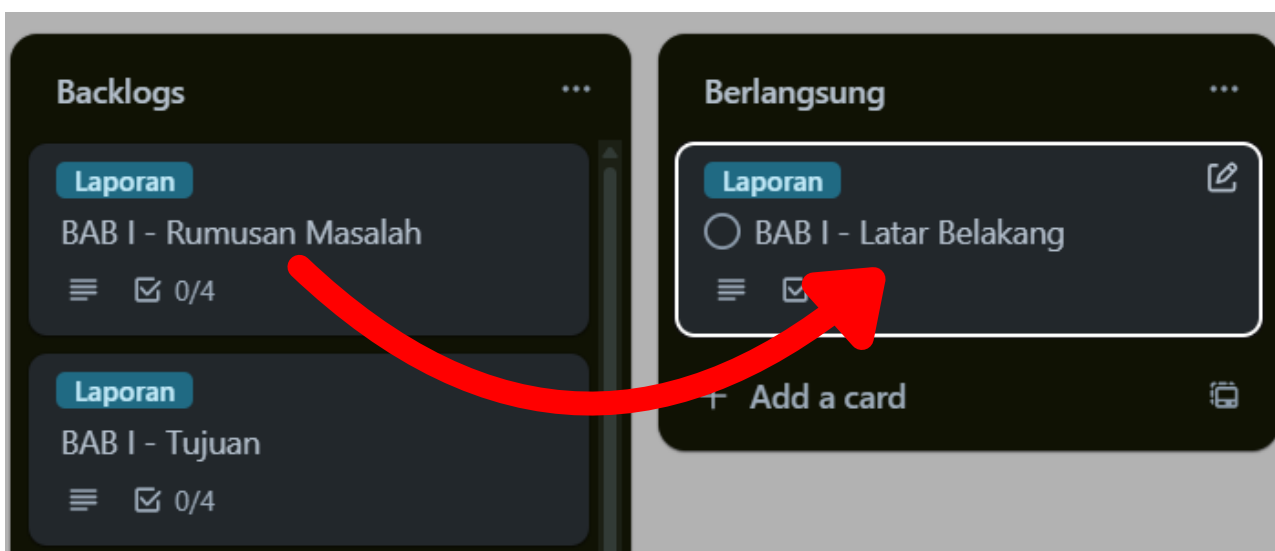 Backlogs
Laporan
BAB I - Rumusan Masalah
0/4
Laporan
BAB I - Tujuan
0/4
Berlangsung
Laporan
BAB I - Latar Belakang
+ Add a card